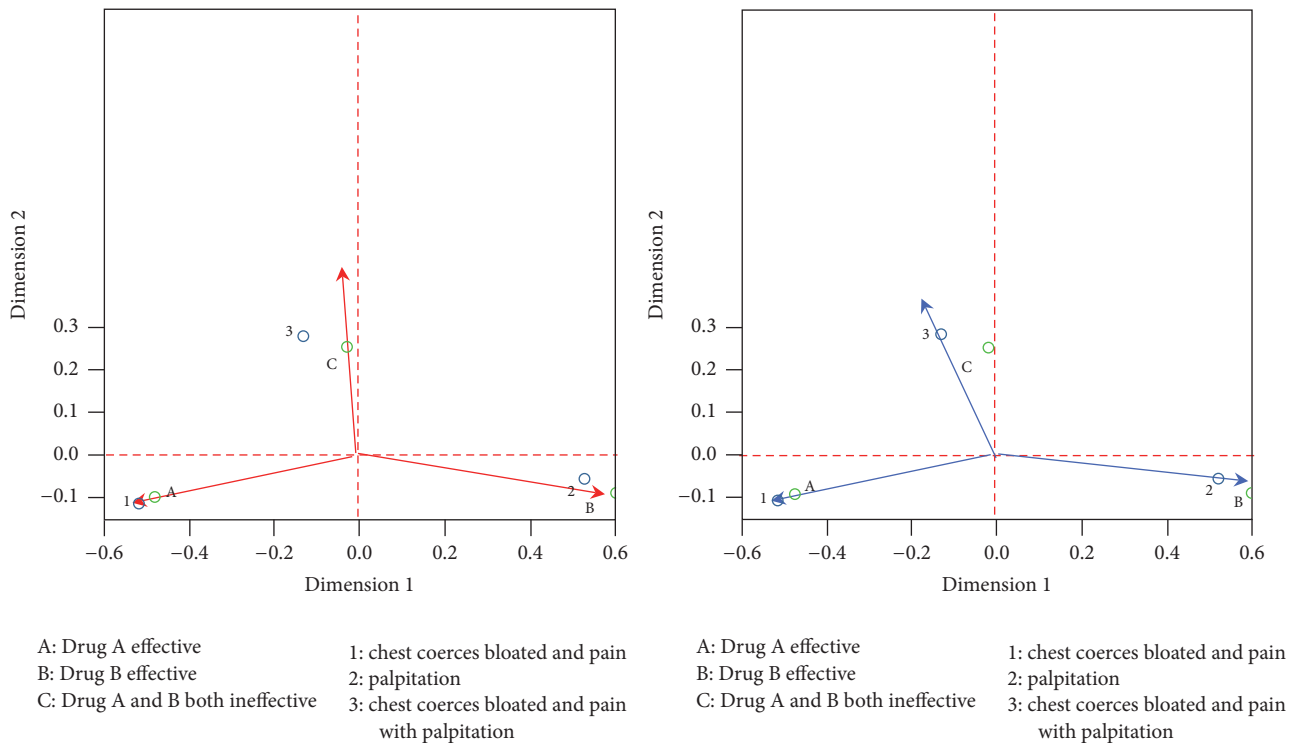 Dimension 2
0.3
0.2
0.1
0.0
−0.1
3
C
1
A
2
B
−0.6
−0.4
−0.2
0.0
0.2
0.4
0.6
Dimension 1
A: Drug A effective
B: Drug B effective
C: Drug A and B both ineffective
1: chest coerces bloated and pain
2: palpitation
3: chest coerces bloated and pain
with palpitation
Dimension 2
0.3
0.2
0.1
0.0
−0.1
3
C
1
A
2
B
−0.6
−0.4
−0.2
0.0
0.2
0.4
0.6
Dimension 1
A: Drug A effective
B: Drug B effective
C: Drug A and B both ineffective
1: chest coerces bloated and pain
2: palpitation
3: chest coerces bloated and pain
with palpitation